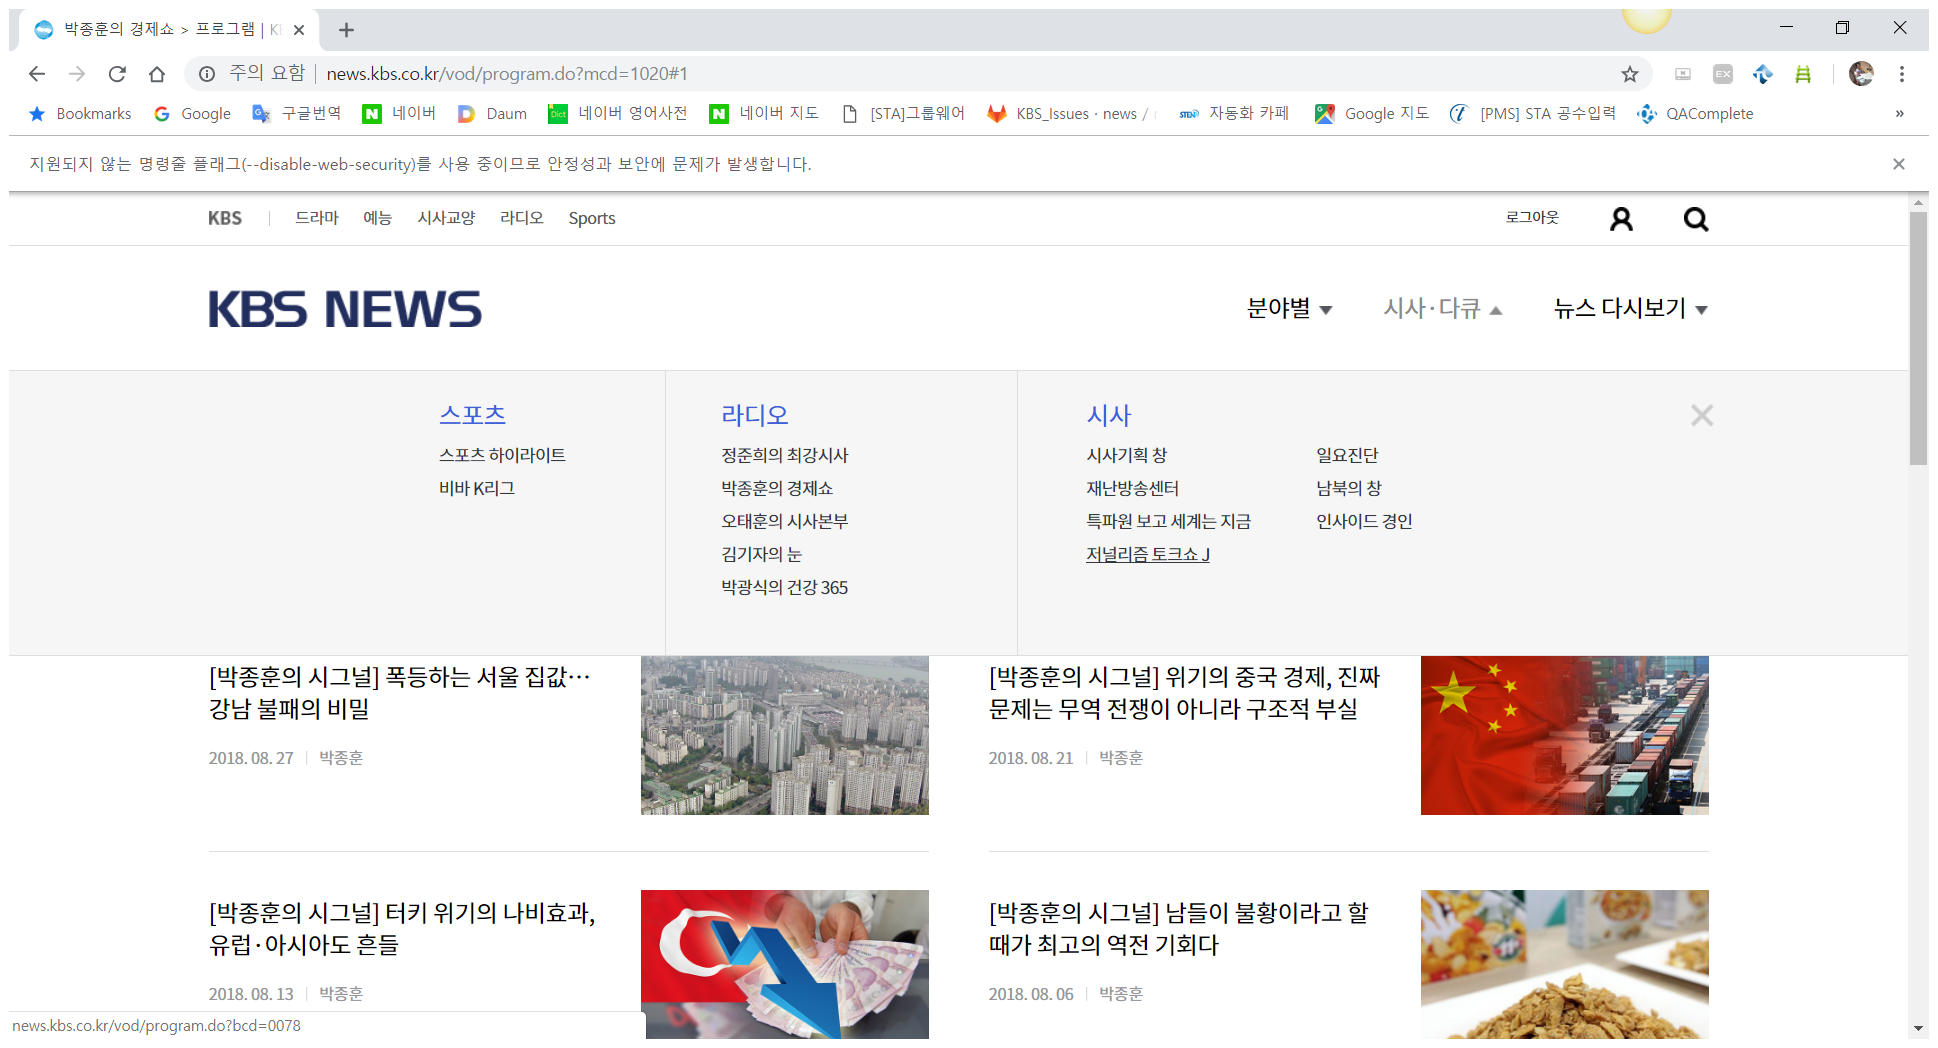 박종훈의 경제쇼 > 프로그램 | KB
주의 요함 | news.kbs.co.kr/vod/program.do?mcd=1020#1
EX
Bookmarks Google 구글번역 네이버 Daum 네이버 영어사전 네이버 지도 [STA]그룹웨어 KBS_Issues · news / 자동화 카페 Google 지도 [PMS] STA 공수입력 QAComplete »
지원되지 않는 명령줄 플래그(--disable-web-security)를 사용 중이므로 안정성과 보안에 문제가 발생합니다.
KBS 드라마 예능 시사교양 라디오 Sports 로그아웃
KBS NEWS 분야별 시사·다큐 뉴스 다시보기
스포츠
스포츠 하이라이트
비바 K리그
라디오
정준희의 최강시사
박종훈의 경제쇼
오태훈의 시사본부
김기자의 눈
박광식의 건강 365
시사
시사기획 창
재난방송센터
특파원 보고 세계는 지금
저널리즘 토크쇼 J
일요진단
남북의 창
인사이드 경인
[박종훈의 시그널] 폭등하는 서울 집값…
강남 불패의 비밀
2018. 08. 27 | 박종훈
[박종훈의 시그널] 위기의 중국 경제, 진짜
문제는 무역 전쟁이 아니라 구조적 부실
2018. 08. 21 | 박종훈
[박종훈의 시그널] 터키 위기의 나비효과,
유럽·아시아도 흔들
2018. 08. 13 | 박종훈
[박종훈의 시그널] 남들이 불황이라고 할
때가 최고의 역전 기회다
2018. 08. 06 | 박종훈
news.kbs.co.kr/vod/program.do?bcd=0078